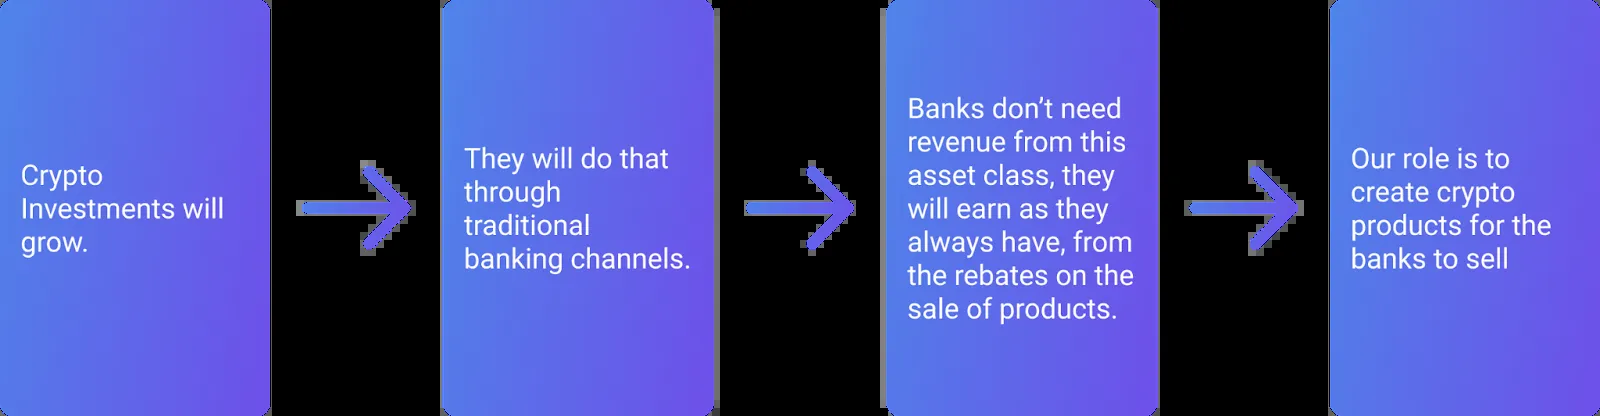 Crypto
Investments will
grow.
They will do that
through
traditional
banking channels.
Banks don’t need
revenue from this
asset class, they
will earn as they
always have, from
the rebates on the
sale of products.
Our role is to
create crypto
products for the
banks to sell